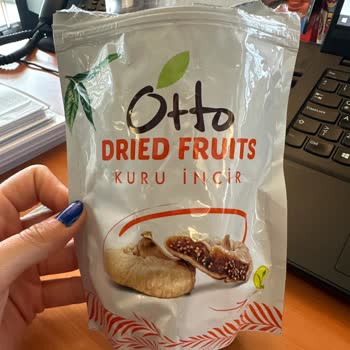 Otto
DRIED FRUITS
KURU İNCİR